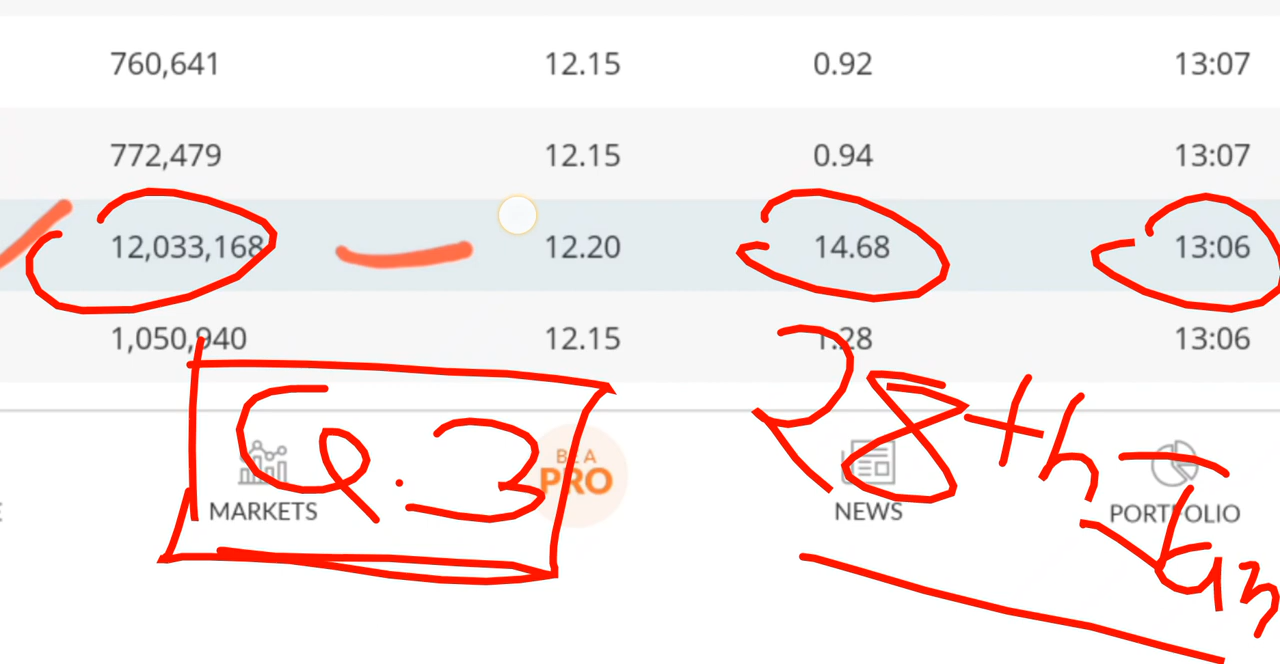 760,641 12.15 0.92 13:07
772,479 12.15 0.94 13:07
12,033,168 12.20 14.68 13:06
1,050,940 12.15 1.28 13:06
Q.3
28th Jan
BE A
PRO
MARKETS NEWS PORTFOLIO